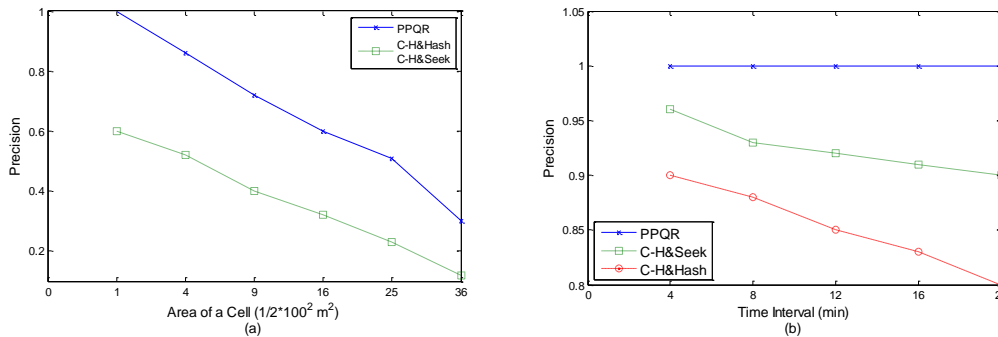 1
0.8
0.6
0.4
0.2
Precision
0
1
4
9
16
25
36
Area of a Cell (1/2*100² m²)
(a)
PPQR
C-H&Hash
C-H&Seek
1.05
1
0.95
0.9
0.85
0.8
Precision
0
4
8
12
16
Time Interval (min)
(b)
PPQR
C-H&Seek
C-H&Hash